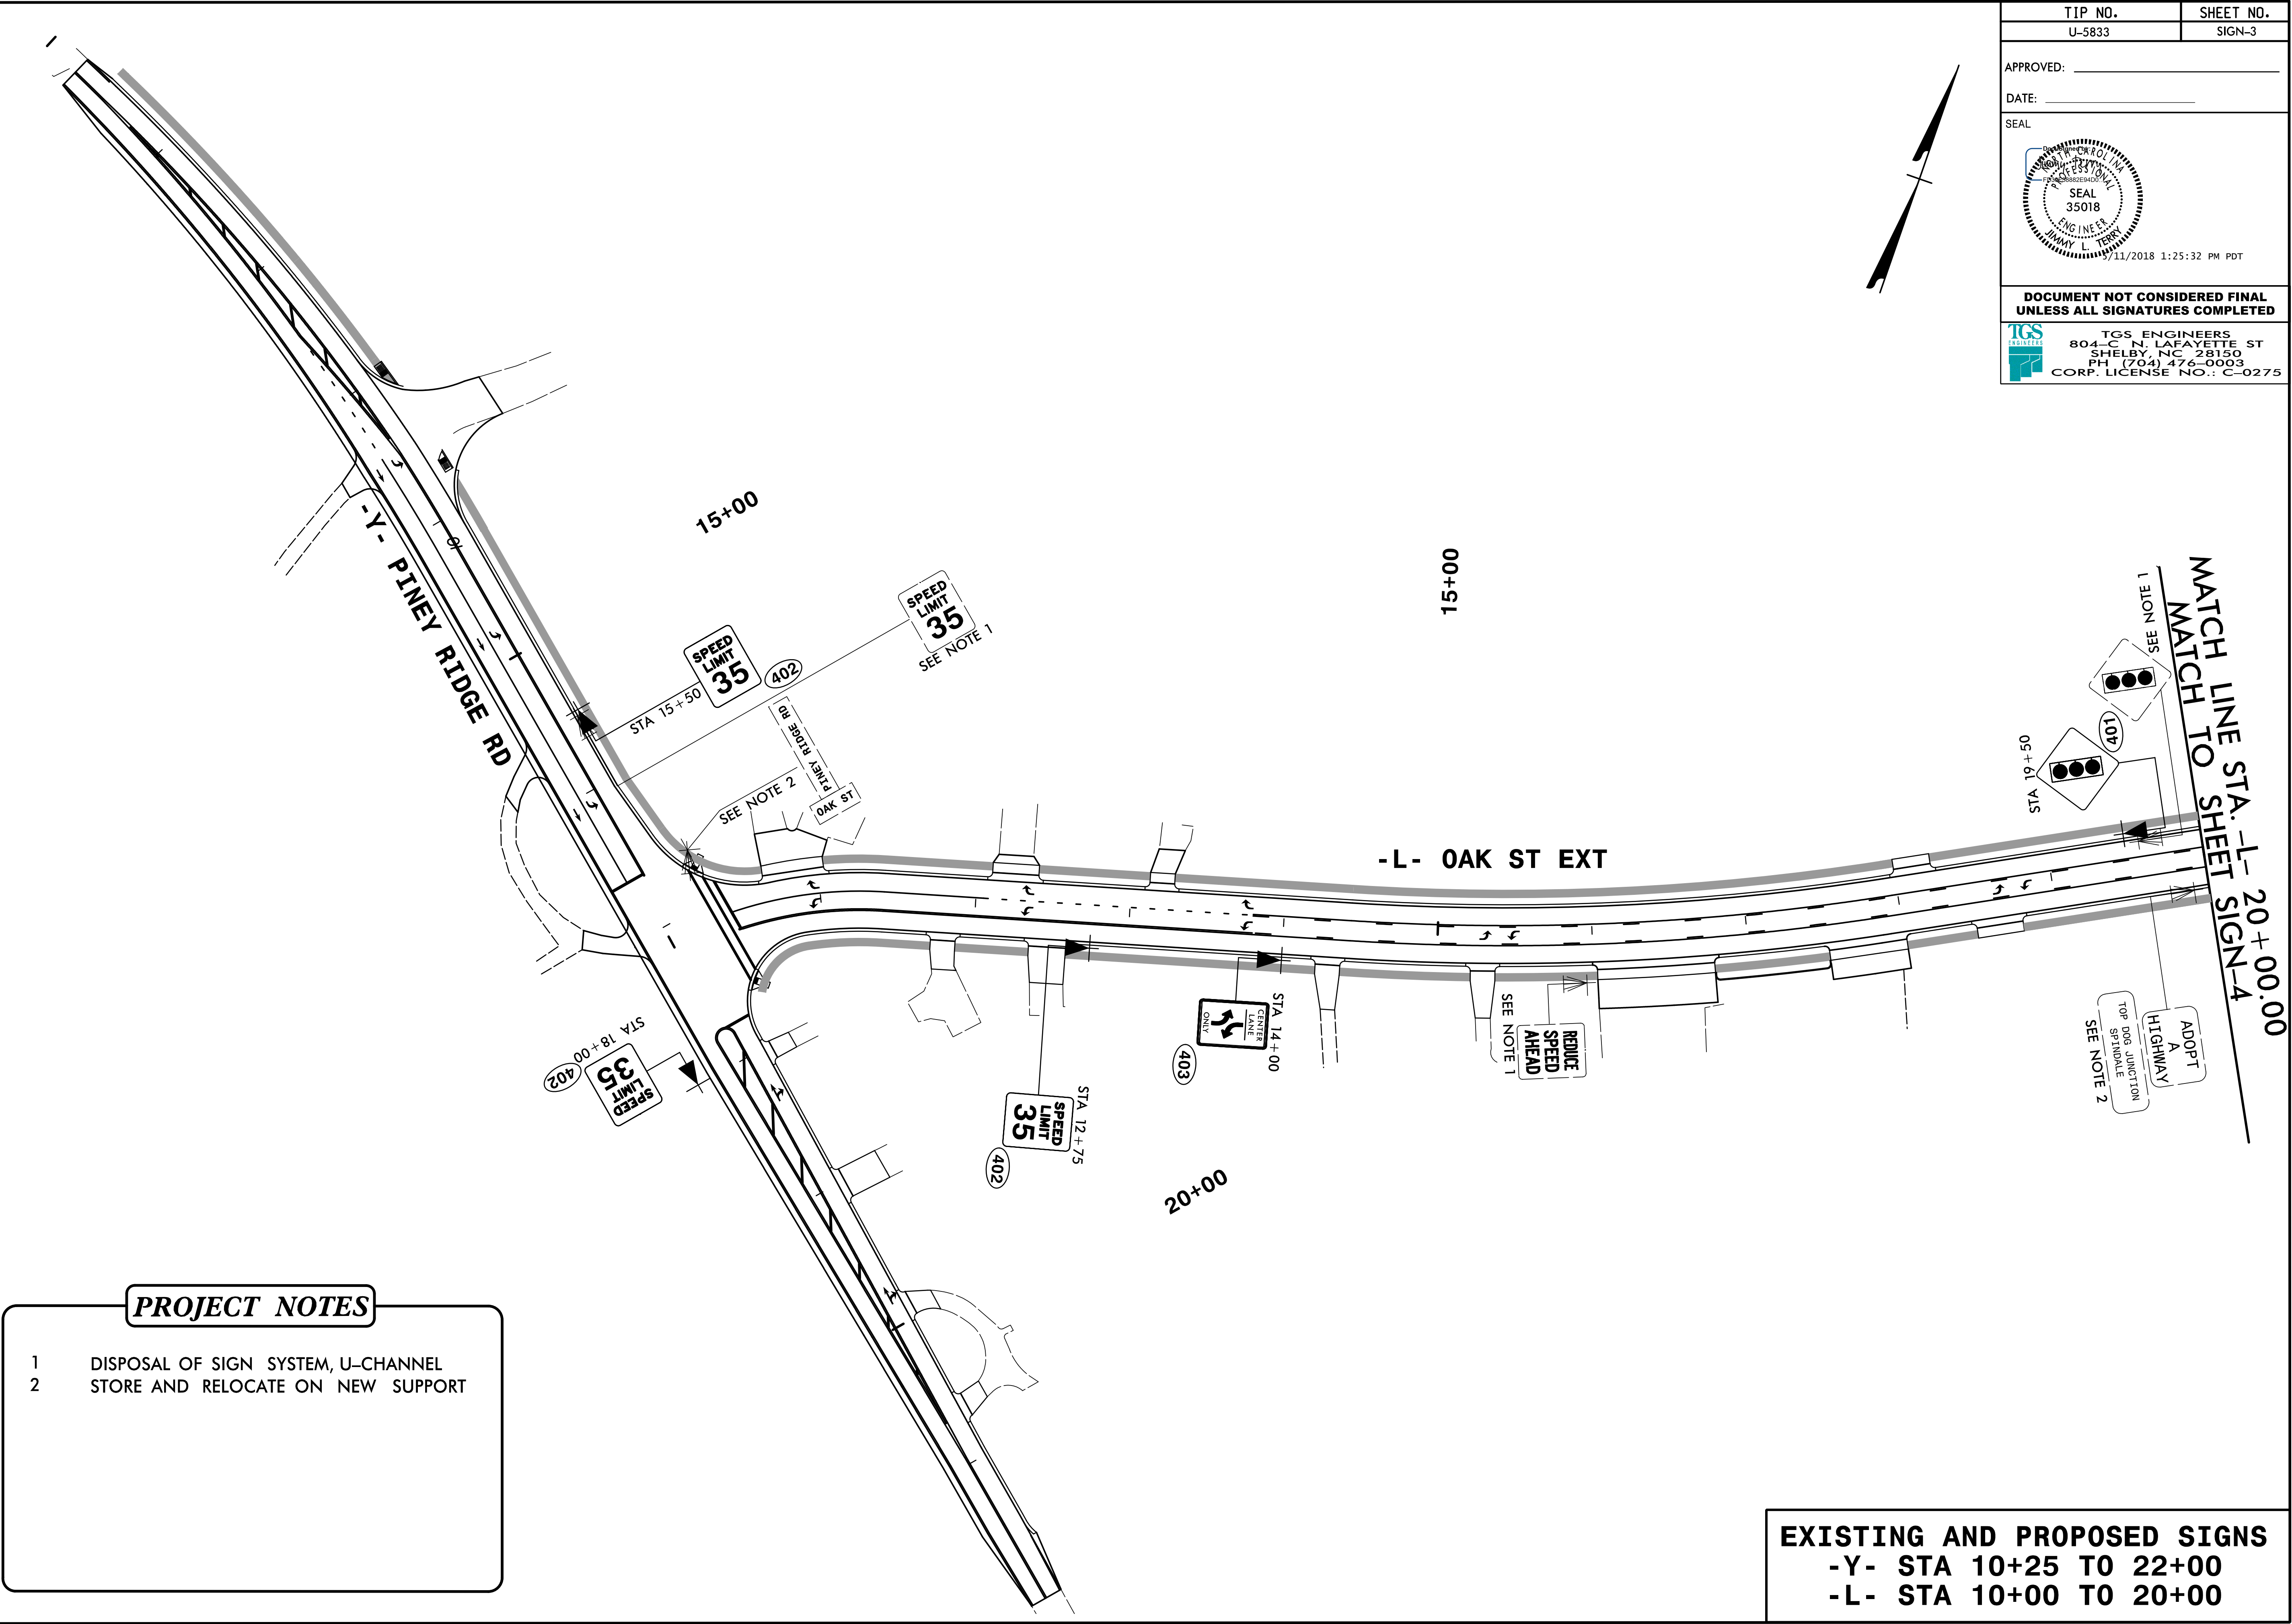 TIP NO.
SHEET NO.
U-5833
SIGN-3
APPROVED:
DATE:
SEAL
NORTH CAROLINA
PROFESSIONAL
SEAL
35018
ENGINEER
JIMMY L. TERRY
5/11/2018 1:25:32 PM PDT
DOCUMENT NOT CONSIDERED FINAL
UNLESS ALL SIGNATURES COMPLETED
TGS
ENGINEERS
TGS ENGINEERS
804-C N. LAFAYETTE ST
SHELBY, NC 28150
PH (704) 476-0003
CORP. LICENSE NO.: C-0275
-Y- PINEY RIDGE RD
15+00
SPEED
LIMIT
35
402
STA 15+50
SPEED
LIMIT
35
SEE NOTE 1
PINEY RIDGE RD
OAK ST
SEE NOTE 2
15+00
-L- OAK ST EXT
SEE NOTE 1
401
STA 19+50
MATCH LINE STA. -L- 20+00.00
MATCH TO SHEET SIGN-4
STA 18+00
SPEED
LIMIT
35
402
STA 12+75
SPEED
LIMIT
35
402
STA 14+00
CENTER
LANE
ONLY
403
REDUCE
SPEED
AHEAD
SEE NOTE 1
ADOPT
A
HIGHWAY
TOP DOG JUNCTION
SPINDALE
SEE NOTE 2
20+00
PROJECT NOTES
1 DISPOSAL OF SIGN SYSTEM, U-CHANNEL
2 STORE AND RELOCATE ON NEW SUPPORT
EXISTING AND PROPOSED SIGNS
-Y- STA 10+25 TO 22+00
-L- STA 10+00 TO 20+00